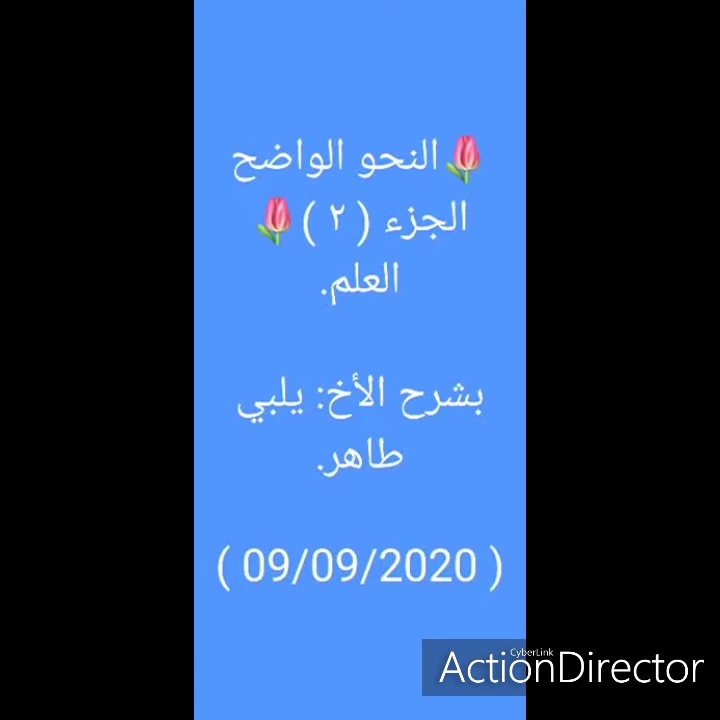 🌷النحو الواضح
الجزء ( ٢ )🌷
العلم.
بشرح الأخ: يلبي
طاهر.
( 09/09/2020 )
CyberLink
ActionDirector